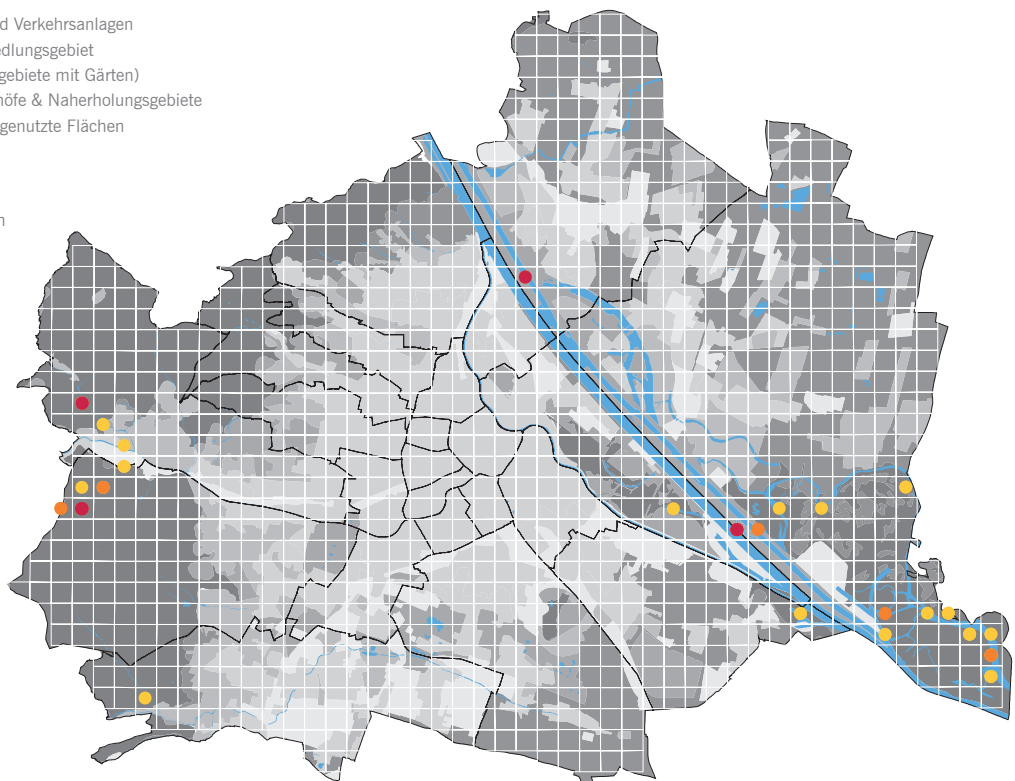 d Verkehrsanlagen
edlungsgebiet
gebiete mit Gärten)
höfe & Naherholungsgebiete
genutzte Flächen
n